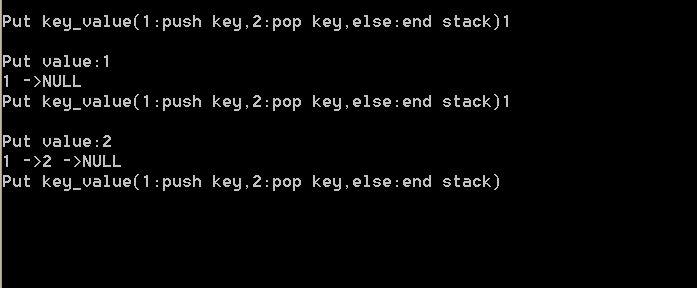 Put key_value(1:push key,2:pop key,else:end stack)1
Put value:1
1 ->NULL
Put key_value(1:push key,2:pop key,else:end stack)1
Put value:2
1 ->2 ->NULL
Put key_value(1:push key,2:pop key,else:end stack)